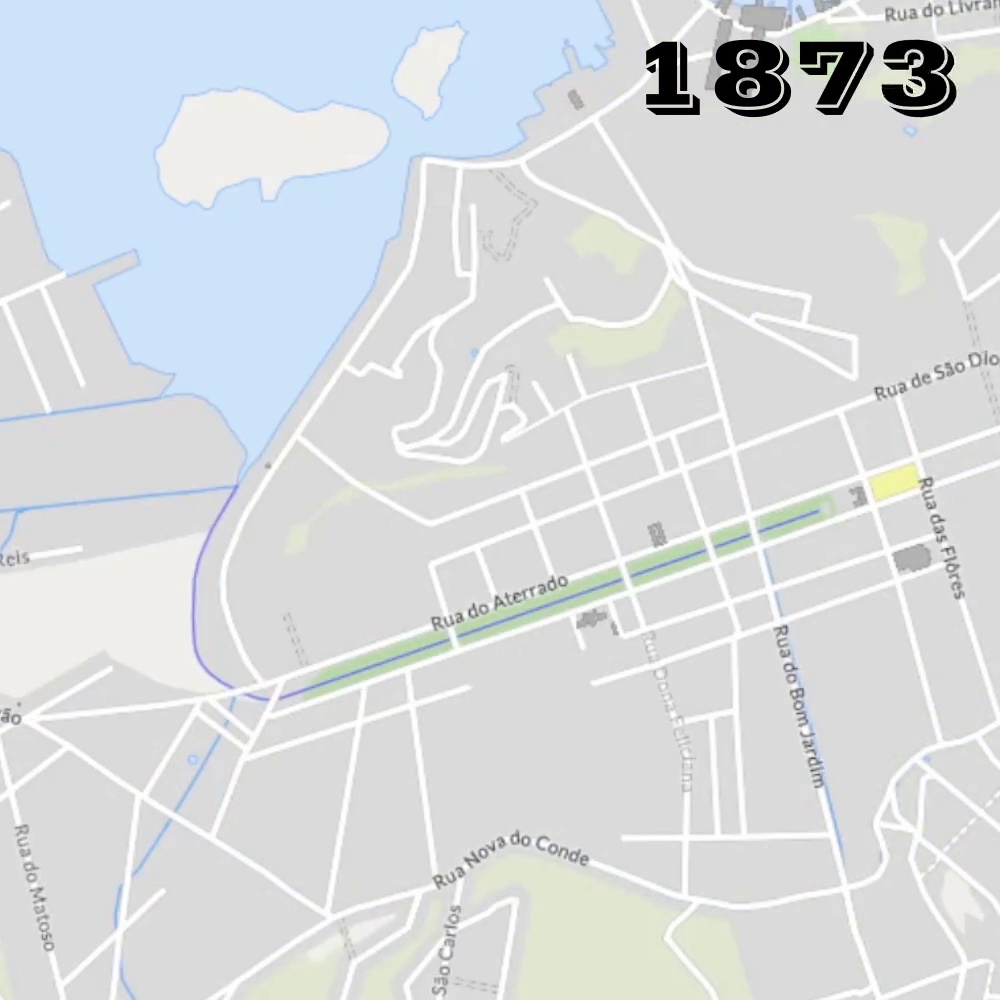 Rua do Livram
1873
Rua de São Dio
Rua das Flôres
Reis
Rua do Aterrado
Rua Dona Feliciana
Rua do Bom Jardim
ão
Rua do Matoso
Rua Nova do Conde
São Carlos